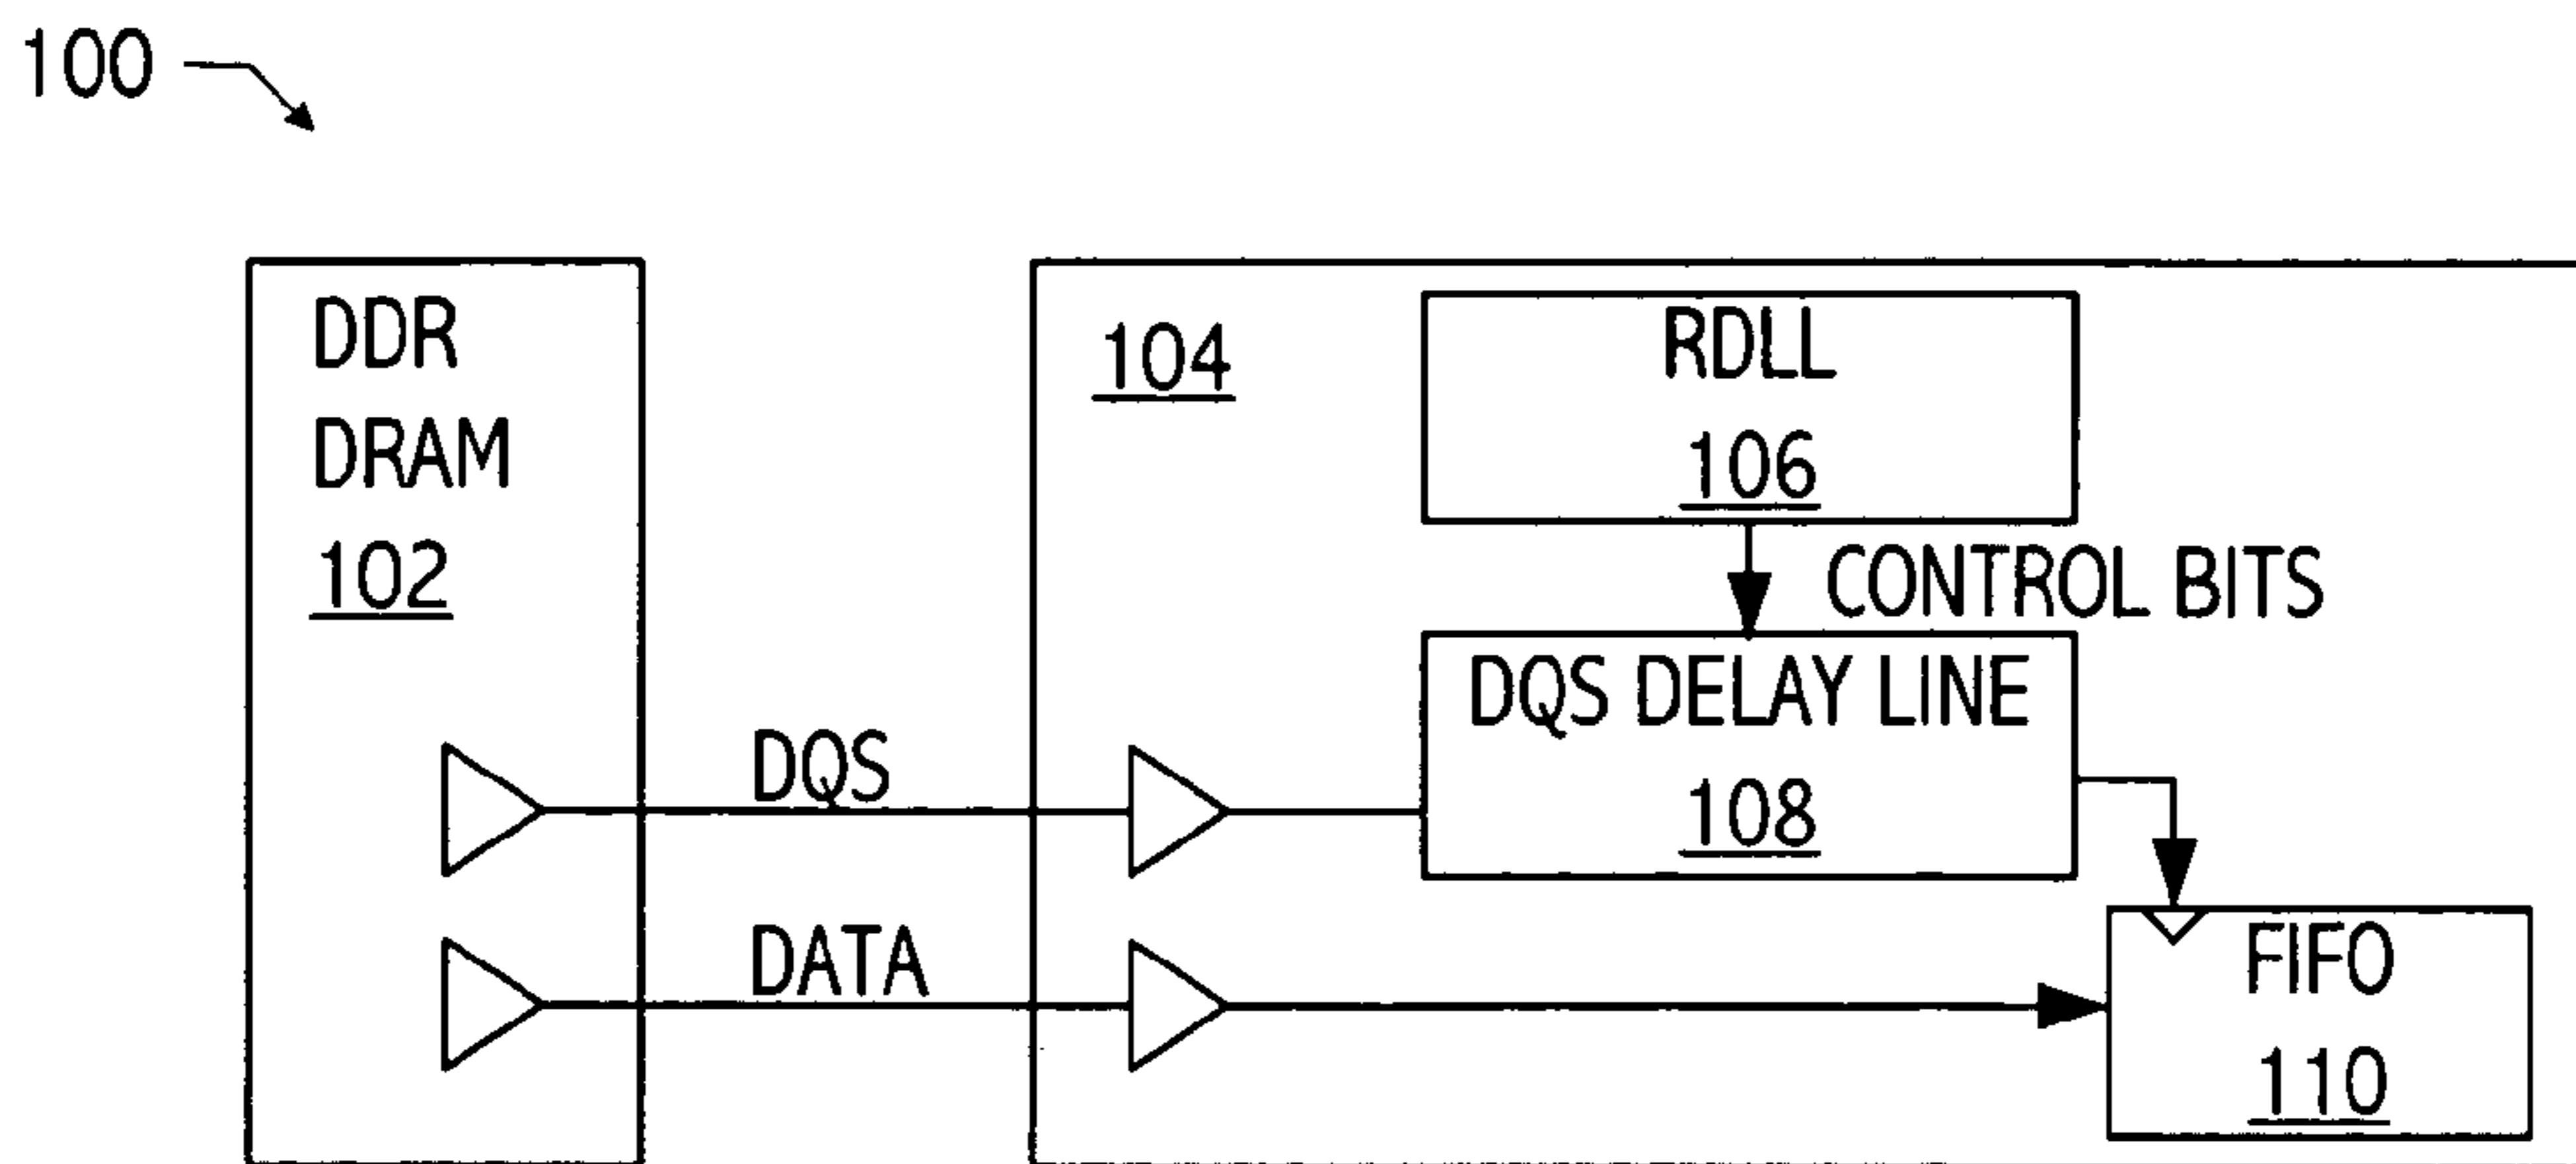 100
DDR
DRAM
102
104
RDLL
106
CONTROL BITS
DQS DELAY LINE
108
DQS
DATA
FIFO
110